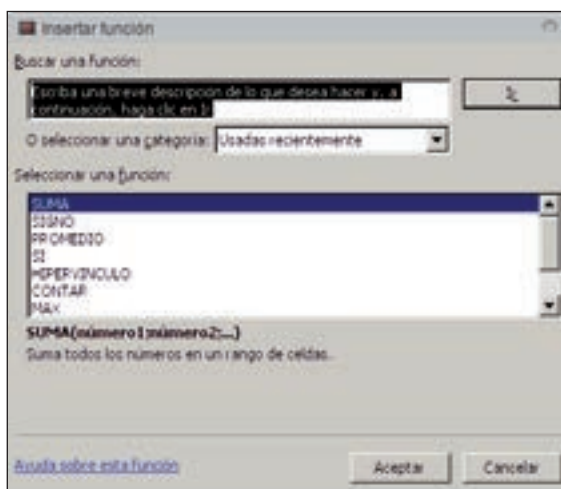 Insertar función
Buscar una función:
Escriba una breve descripción de lo que desea hacer y, a
continuación, haga clic en Ir
Ir
O seleccionar una categoría: Usadas recientemente
Seleccionar una función:
SUMA
SIGNO
PROMEDIO
SI
HIPERVINCULO
CONTAR
MAX
SUMA(número1;número2;...)
Suma todos los números en un rango de celdas.
Ayuda sobre esta función
Aceptar
Cancelar